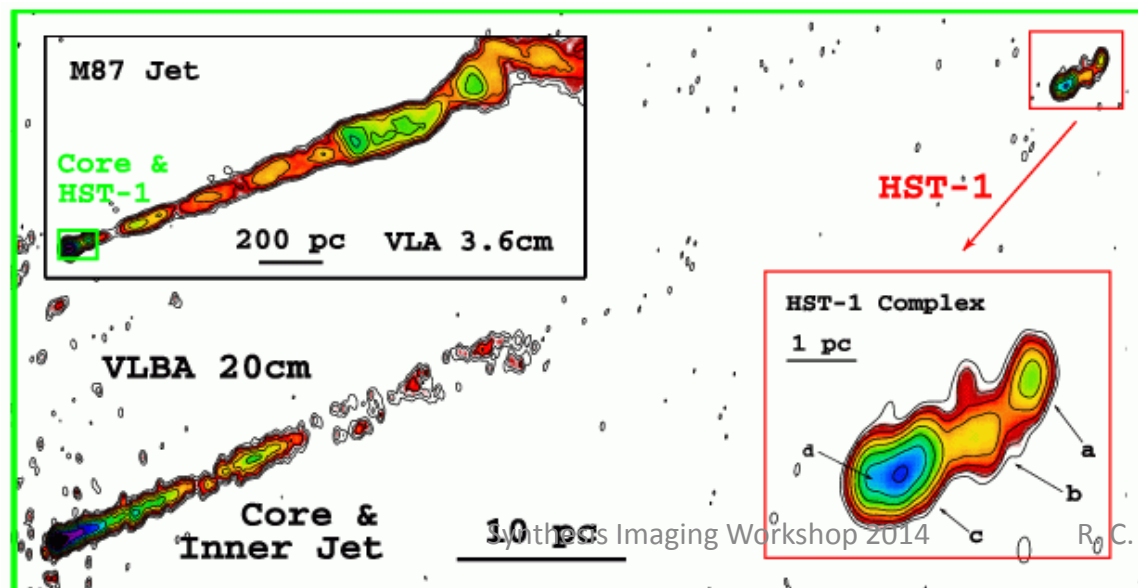 M87 Jet
Core &
HST-1
200 pc VLA 3.6cm
HST-1
VLBA 20cm
HST-1 Complex
1 pc
a
d
b
c
Core &
Inner Jet
10 pc
Synthesis Imaging Workshop 2014
R. C.